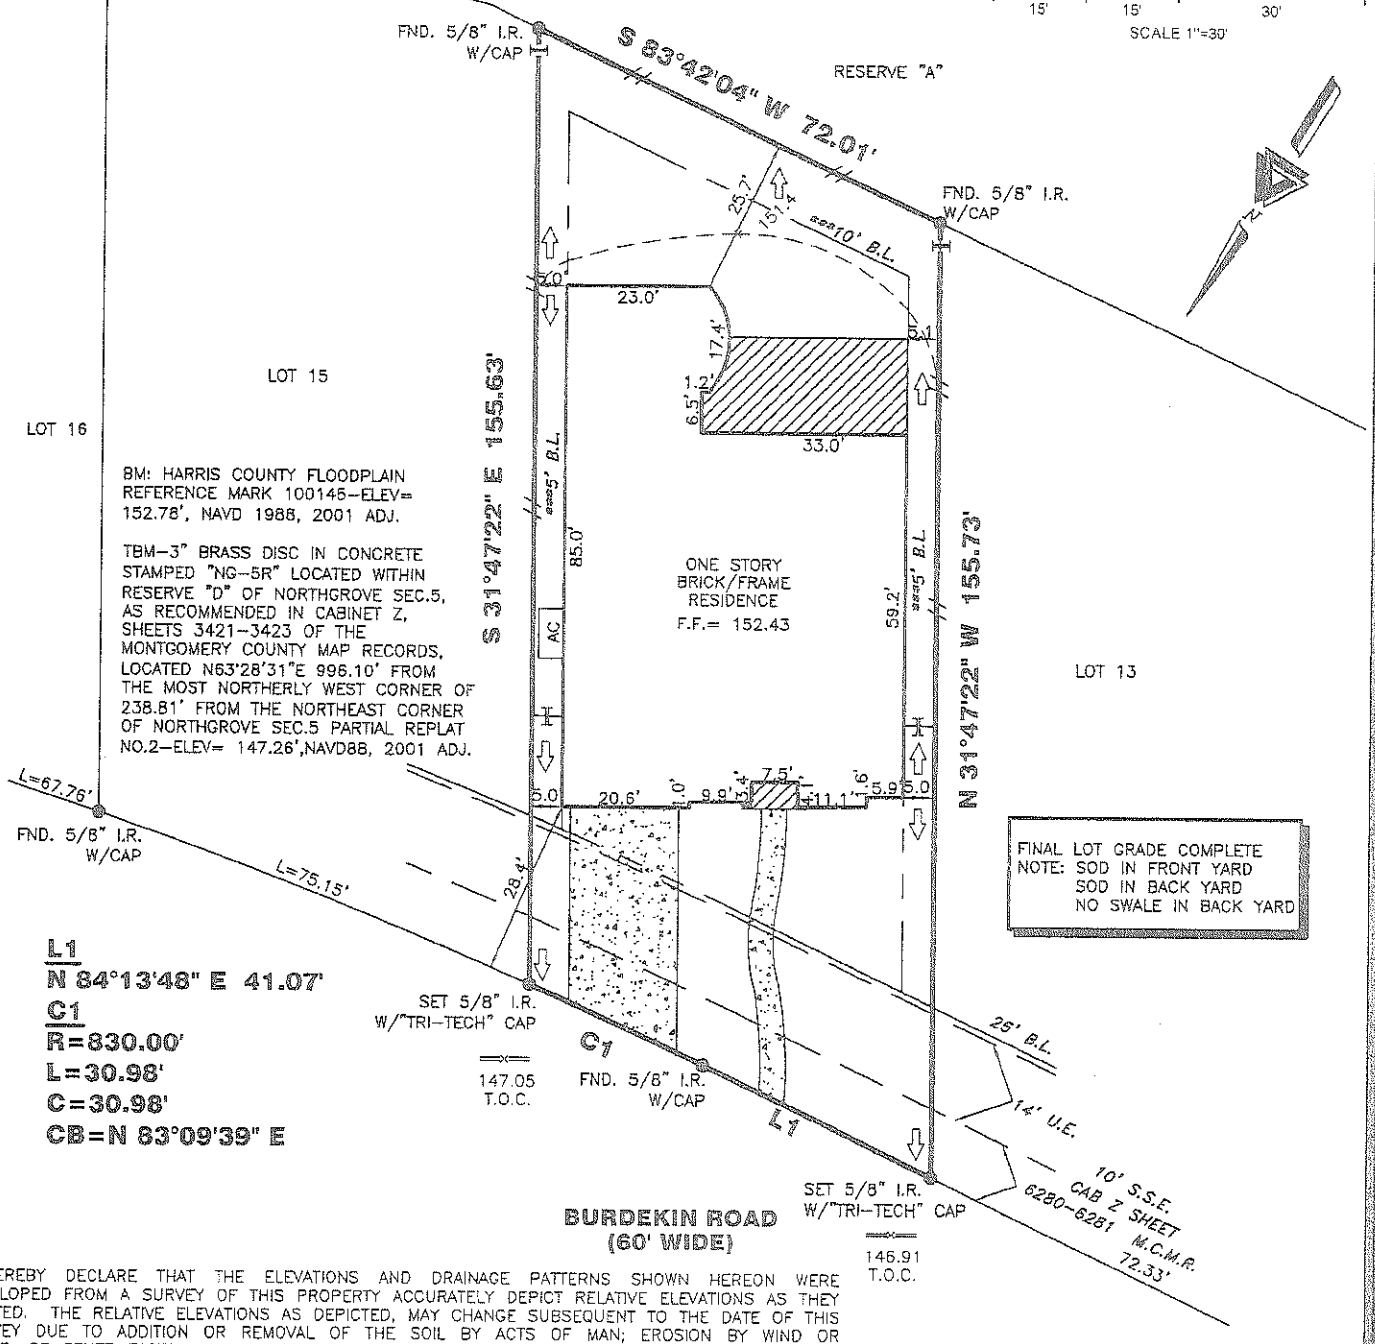 15'
15'
30'
SCALE 1"=30'
FND. 5/8" I.R.
W/CAP
S 83°42'04" W 72.01'
RESERVE "A"
FND. 5/8" I.R.
W/CAP
N
25.7'
151.4
10' B.L.
5.0'
23.0'
5.1
17.4'
1.2'
6.5'
33.0'
LOT 15
LOT 16
S 31°47'22" E 155.63'
5' B.L.
85.0'
BM: HARRIS COUNTY FLOODPLAIN
REFERENCE MARK 100145-ELEV=
152.78', NAVD 1988, 2001 ADJ.
TBM-3" BRASS DISC IN CONCRETE
STAMPED "NG-5R" LOCATED WITHIN
RESERVE "D" OF NORTHGROVE SEC.5,
AS RECOMMENDED IN CABINET Z,
SHEETS 3421-3423 OF THE
MONTGOMERY COUNTY MAP RECORDS,
LOCATED N63°28'31"E 996.10' FROM
THE MOST NORTHERLY WEST CORNER OF
238.81' FROM THE NORTHEAST CORNER
OF NORTHGROVE SEC.5 PARTIAL REPLAT
NO.2-ELEV= 147.26',NAVD88, 2001 ADJ.
ONE STORY
BRICK/FRAME
RESIDENCE
F.F.= 152.43
59.2'
5' B.L.
N 31°47'22" W 155.73'
LOT 13
AC
5.0
20.6'
1.0'
9.9'
3.4'
7.5'
4.1'
11.1'
1.6'
5.9'
5.0
L=67.76'
FND. 5/8" I.R.
W/CAP
L=75.15'
28.4'
FINAL LOT GRADE COMPLETE
NOTE: SOD IN FRONT YARD
SOD IN BACK YARD
NO SWALE IN BACK YARD
L1
N 84°13'48" E 41.07'
C1
R=830.00'
L=30.98'
C=30.98'
CB=N 83°09'39" E
SET 5/8" I.R.
W/"TRI-TECH" CAP
147.05
T.O.C.
C1
FND. 5/8" I.R.
W/CAP
L1
25' B.L.
14' U.E.
10' S.S.E.
CAB Z SHEET
6280-6281 M.C.M.R.
72.33'
SET 5/8" I.R.
W/"TRI-TECH" CAP
146.91
T.O.C.
BURDEKIN ROAD
(60' WIDE)
EREBY DECLARE THAT THE ELEVATIONS AND DRAINAGE PATTERNS SHOWN HEREON WERE
LOPED FROM A SURVEY OF THIS PROPERTY ACCURATELY DEPICT RELATIVE ELEVATIONS AS THEY
TED. THE RELATIVE ELEVATIONS AS DEPICTED, MAY CHANGE SUBSEQUENT TO THE DATE OF THIS
EY DUE TO ADDITION OR REMOVAL OF THE SOIL BY ACTS OF MAN; EROSION BY WIND OR